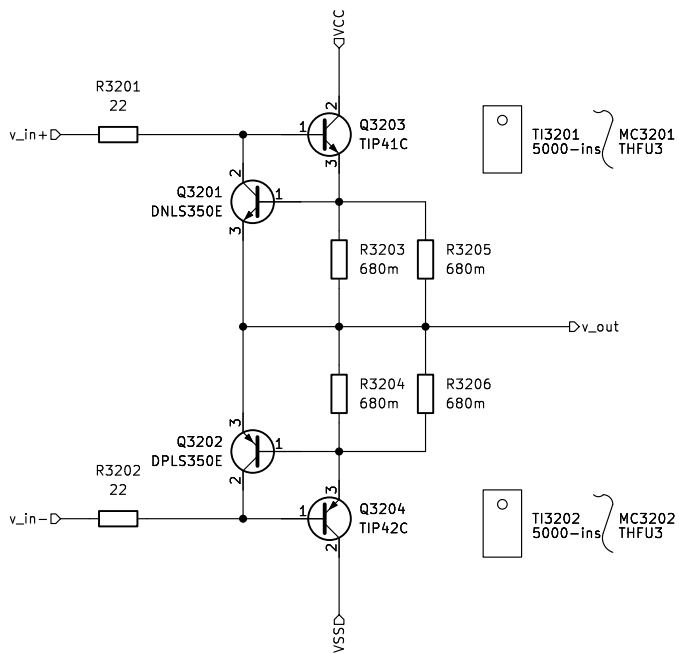 VCC
R3201
22
v_in+
1
2
3
Q3203
TIP41C
TI3201
5000-ins
MC3201
THFU3
Q3201
DNLS350E
2
1
3
R3203
680m
R3205
680m
v_out
R3204
680m
R3206
680m
Q3202
DPLS350E
3
1
2
R3202
22
v_in-
1
3
2
Q3204
TIP42C
TI3202
5000-ins
MC3202
THFU3
VSS